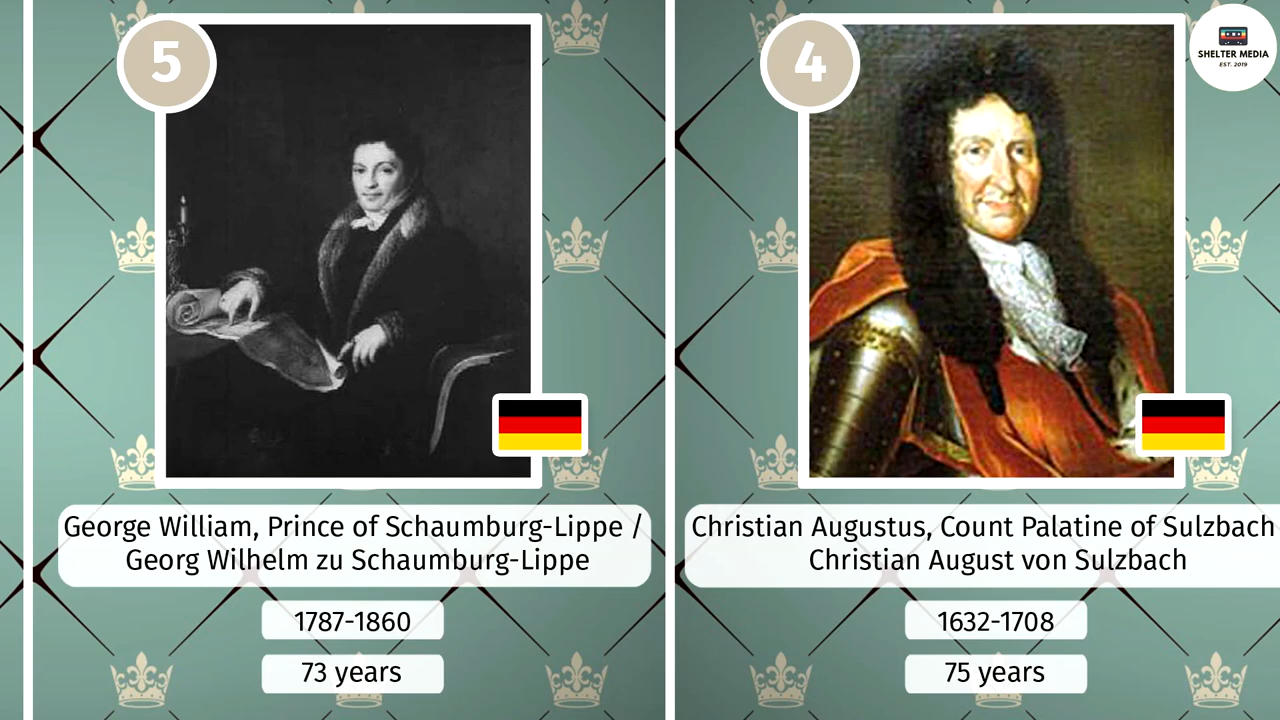 5
George William, Prince of Schaumburg-Lippe /
Georg Wilhelm zu Schaumburg-Lippe
1787-1860
73 years
4
Christian Augustus, Count Palatine of Sulzbach
Christian August von Sulzbach
1632-1708
75 years
SHELTER MEDIA
EST. 2019